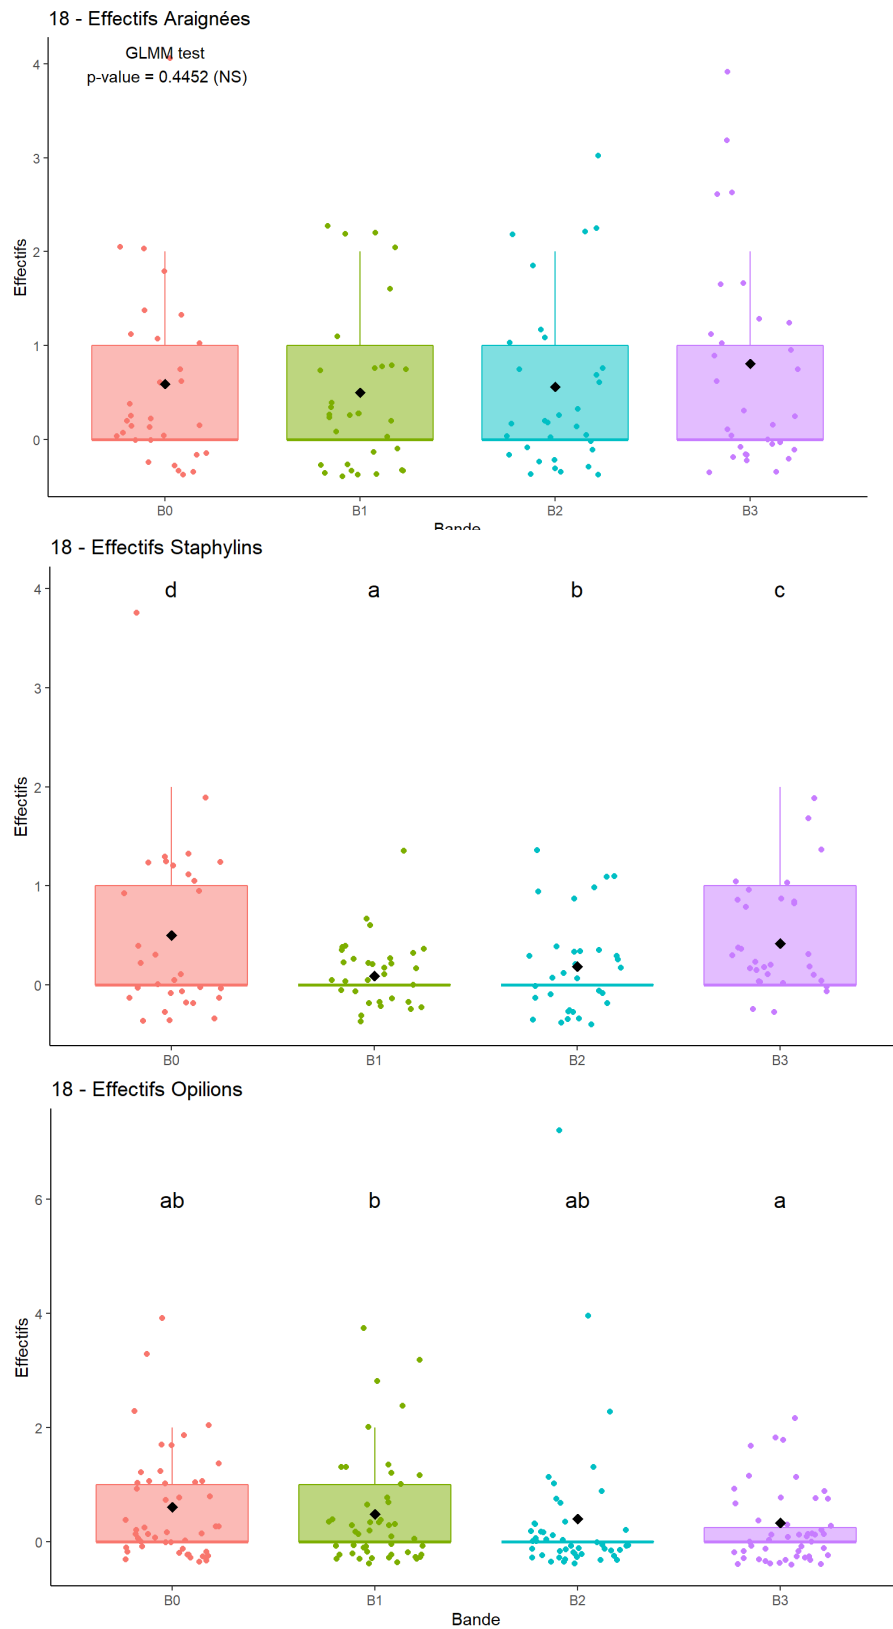 18 - Effectifs Araignées
GLMM test
p-value = 0.4452 (NS)
4
3
2
1
0
Effectifs
B0 B1 B2 B3
Bande
18 - Effectifs Staphylins
d a b c
4
3
2
1
0
Effectifs
B0 B1 B2 B3
18 - Effectifs Opilions
ab b ab a
6
4
2
0
Effectifs
B0 B1 B2 B3
Bande